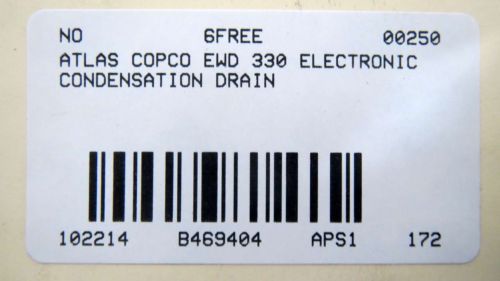 NO 6FREE 00250
ATLAS COPCO EWD 330 ELECTRONIC
CONDENSATION DRAIN
102214 B469404 APS1 172